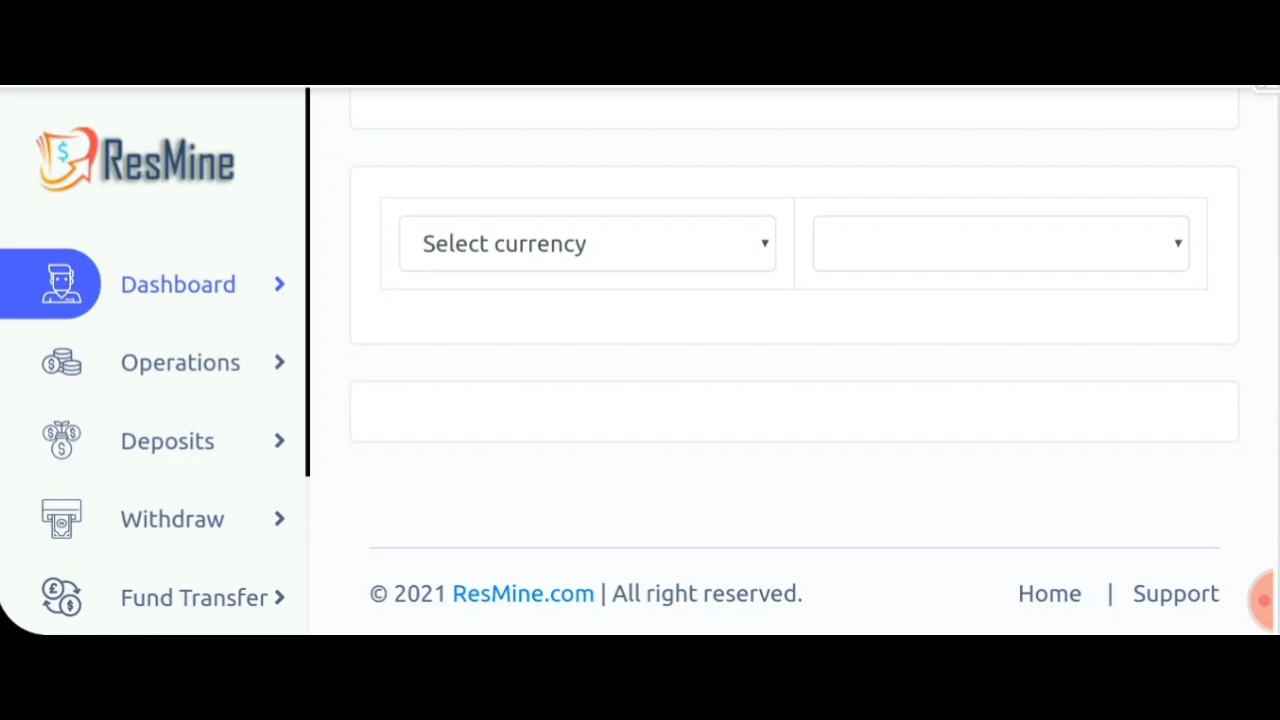 ResMine
Dashboard
Operations
Deposits
Withdraw
Fund Transfer
Select currency
© 2021 ResMine.com | All right reserved.
Home | Support